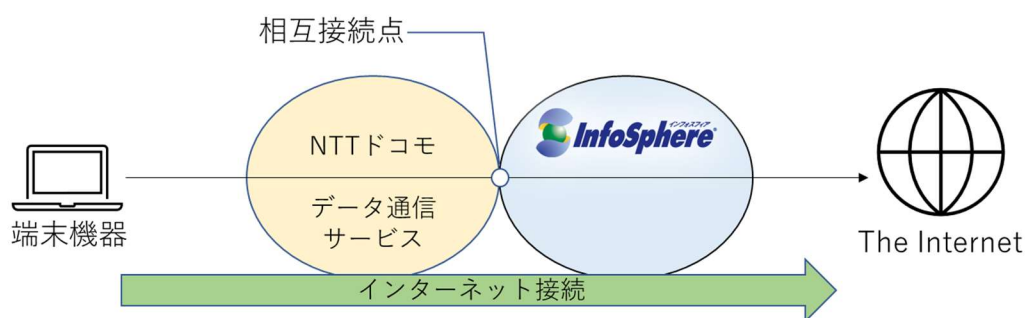 相互接続点
NTTドコモ
データ通信
サービス
インフォスフィア
InfoSphere®
端末機器
The Internet
インターネット接続